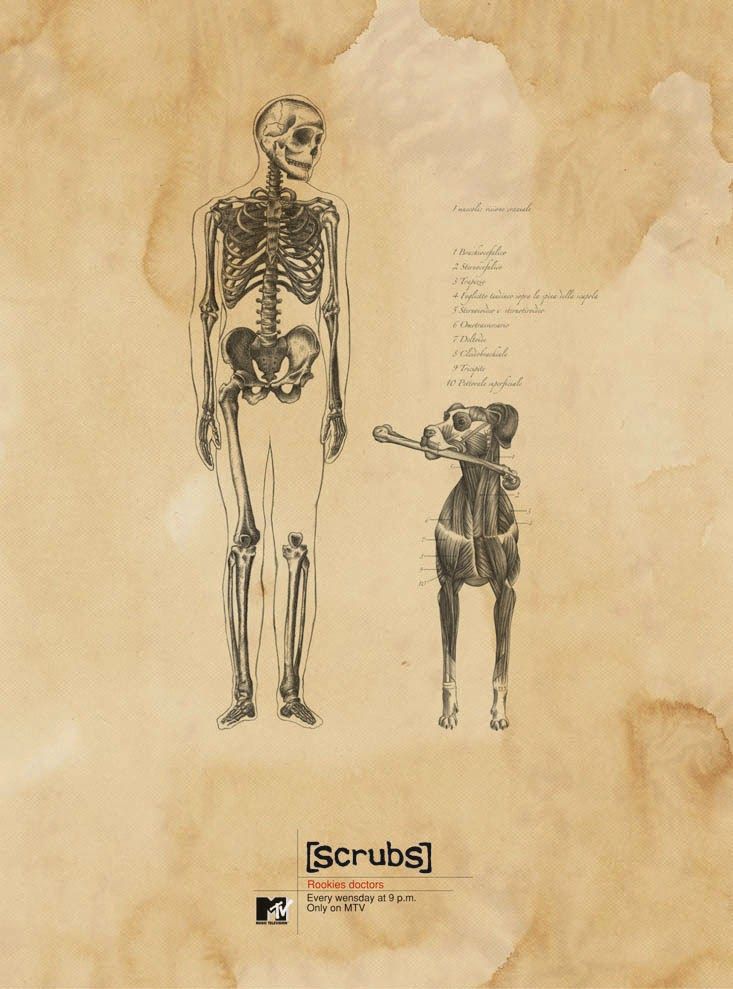 I muscoli: visione craniale
1 Brachiocefalico
2 Sternocefalico
3 Trapezio
4 Foglietto tendineo sopra la spina della scapola
5 Sternoioideo e sternotiroideo
6 Omotrasversario
7 Deltoide
8 Cleidobrachiale
9 Tricipite
10 Pettorale superficiale
1
6
2
3
6
4
7
8
9
10
[scrubs]
Rookies doctors
Every wensday at 9 p.m.
Only on MTV
MTV
MUSIC TELEVISION